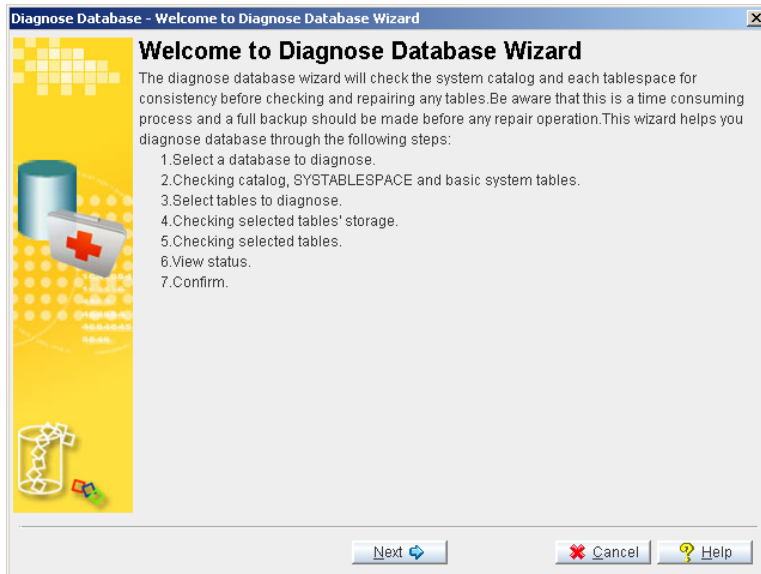 Diagnose Database - Welcome to Diagnose Database Wizard
Welcome to Diagnose Database Wizard
The diagnose database wizard will check the system catalog and each tablespace for
consistency before checking and repairing any tables.Be aware that this is a time consuming
process and a full backup should be made before any repair operation.This wizard helps you
diagnose database through the following steps:
1.Select a database to diagnose.
2.Checking catalog, SYSTABLESPACE and basic system tables.
3.Select tables to diagnose.
4.Checking selected tables' storage.
5.Checking selected tables.
6.View status.
7.Confirm.
Next
Cancel
Help